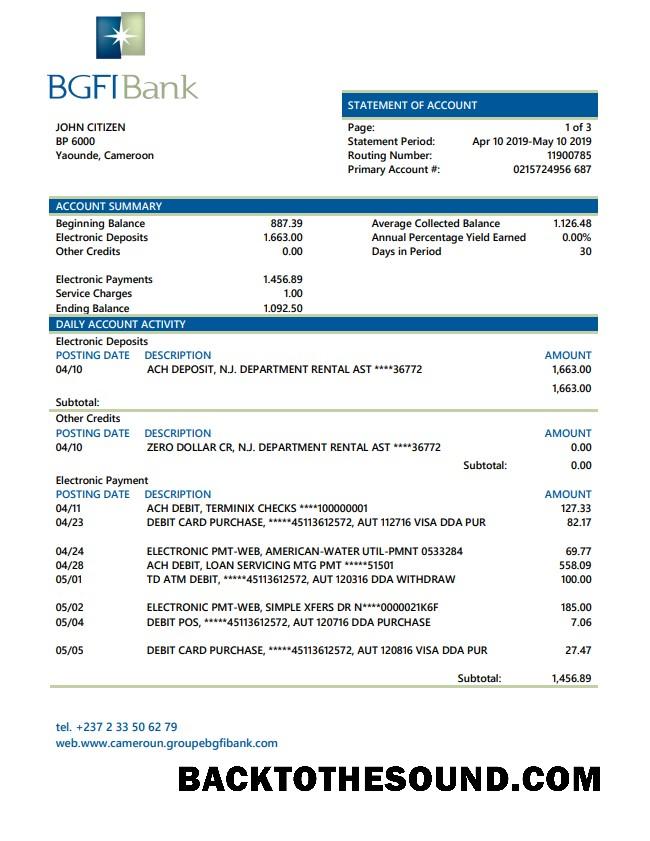 BGFIBank
STATEMENT OF ACCOUNT
JOHN CITIZEN
BP 6000
Yaounde, Cameroon
Page: 1 of 3
Statement Period: Apr 10 2019-May 10 2019
Routing Number: 11900785
Primary Account #: 0215724956 687
ACCOUNT SUMMARY
Beginning Balance 887.39 Average Collected Balance 1.126.48
Electronic Deposits 1.663.00 Annual Percentage Yield Earned 0.00%
Other Credits 0.00 Days in Period 30
Electronic Payments 1.456.89
Service Charges 1.00
Ending Balance 1.092.50
DAILY ACCOUNT ACTIVITY
Electronic Deposits
POSTING DATE DESCRIPTION AMOUNT
04/10 ACH DEPOSIT, N.J. DEPARTMENT RENTAL AST ****36772 1,663.00
1,663.00
Subtotal:
Other Credits
POSTING DATE DESCRIPTION AMOUNT
04/10 ZERO DOLLAR CR, N.J. DEPARTMENT RENTAL AST ****36772 0.00
Subtotal: 0.00
Electronic Payment
POSTING DATE DESCRIPTION AMOUNT
04/11 ACH DEBIT, TERMINIX CHECKS ****100000001 127.33
04/23 DEBIT CARD PURCHASE, *****45113612572, AUT 112716 VISA DDA PUR 82.17
04/24 ELECTRONIC PMT-WEB, AMERICAN-WATER UTIL-PMNT 0533284 69.77
04/28 ACH DEBIT, LOAN SERVICING MTG PMT *****51501 558.09
05/01 TD ATM DEBIT, *****45113612572, AUT 120316 DDA WITHDRAW 100.00
05/02 ELECTRONIC PMT-WEB, SIMPLE XFERS DR N****0000021K6F 185.00
05/04 DEBIT POS, *****45113612572, AUT 120716 DDA PURCHASE 7.06
05/05 DEBIT CARD PURCHASE, *****45113612572, AUT 120816 VISA DDA PUR 27.47
Subtotal: 1,456.89
tel. +237 2 33 50 62 79
web.www.cameroun.groupebgfibank.com
BACKTOTHESOUND.COM